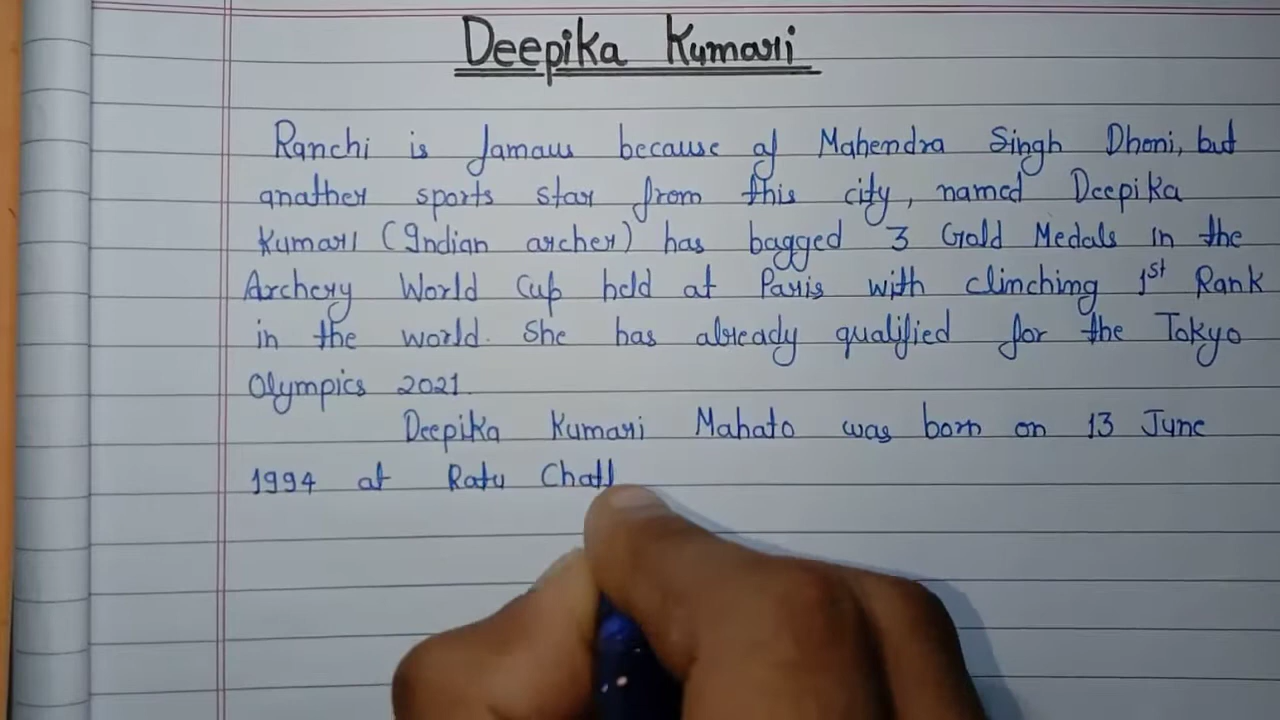 Deepika Kumari
Ranchi is famous because of Mahendra Singh Dhoni, but
another sports star from this city, named Deepika
Kumari (Indian archer) has bagged 3 Gold Medals in the
Archery World Cup held at Paris with clinching 1st Rank
in the world. She has already qualified for the Tokyo
Olympics 2021.
Deepika Kumari Mahato was born on 13 June
1994 at Ratu